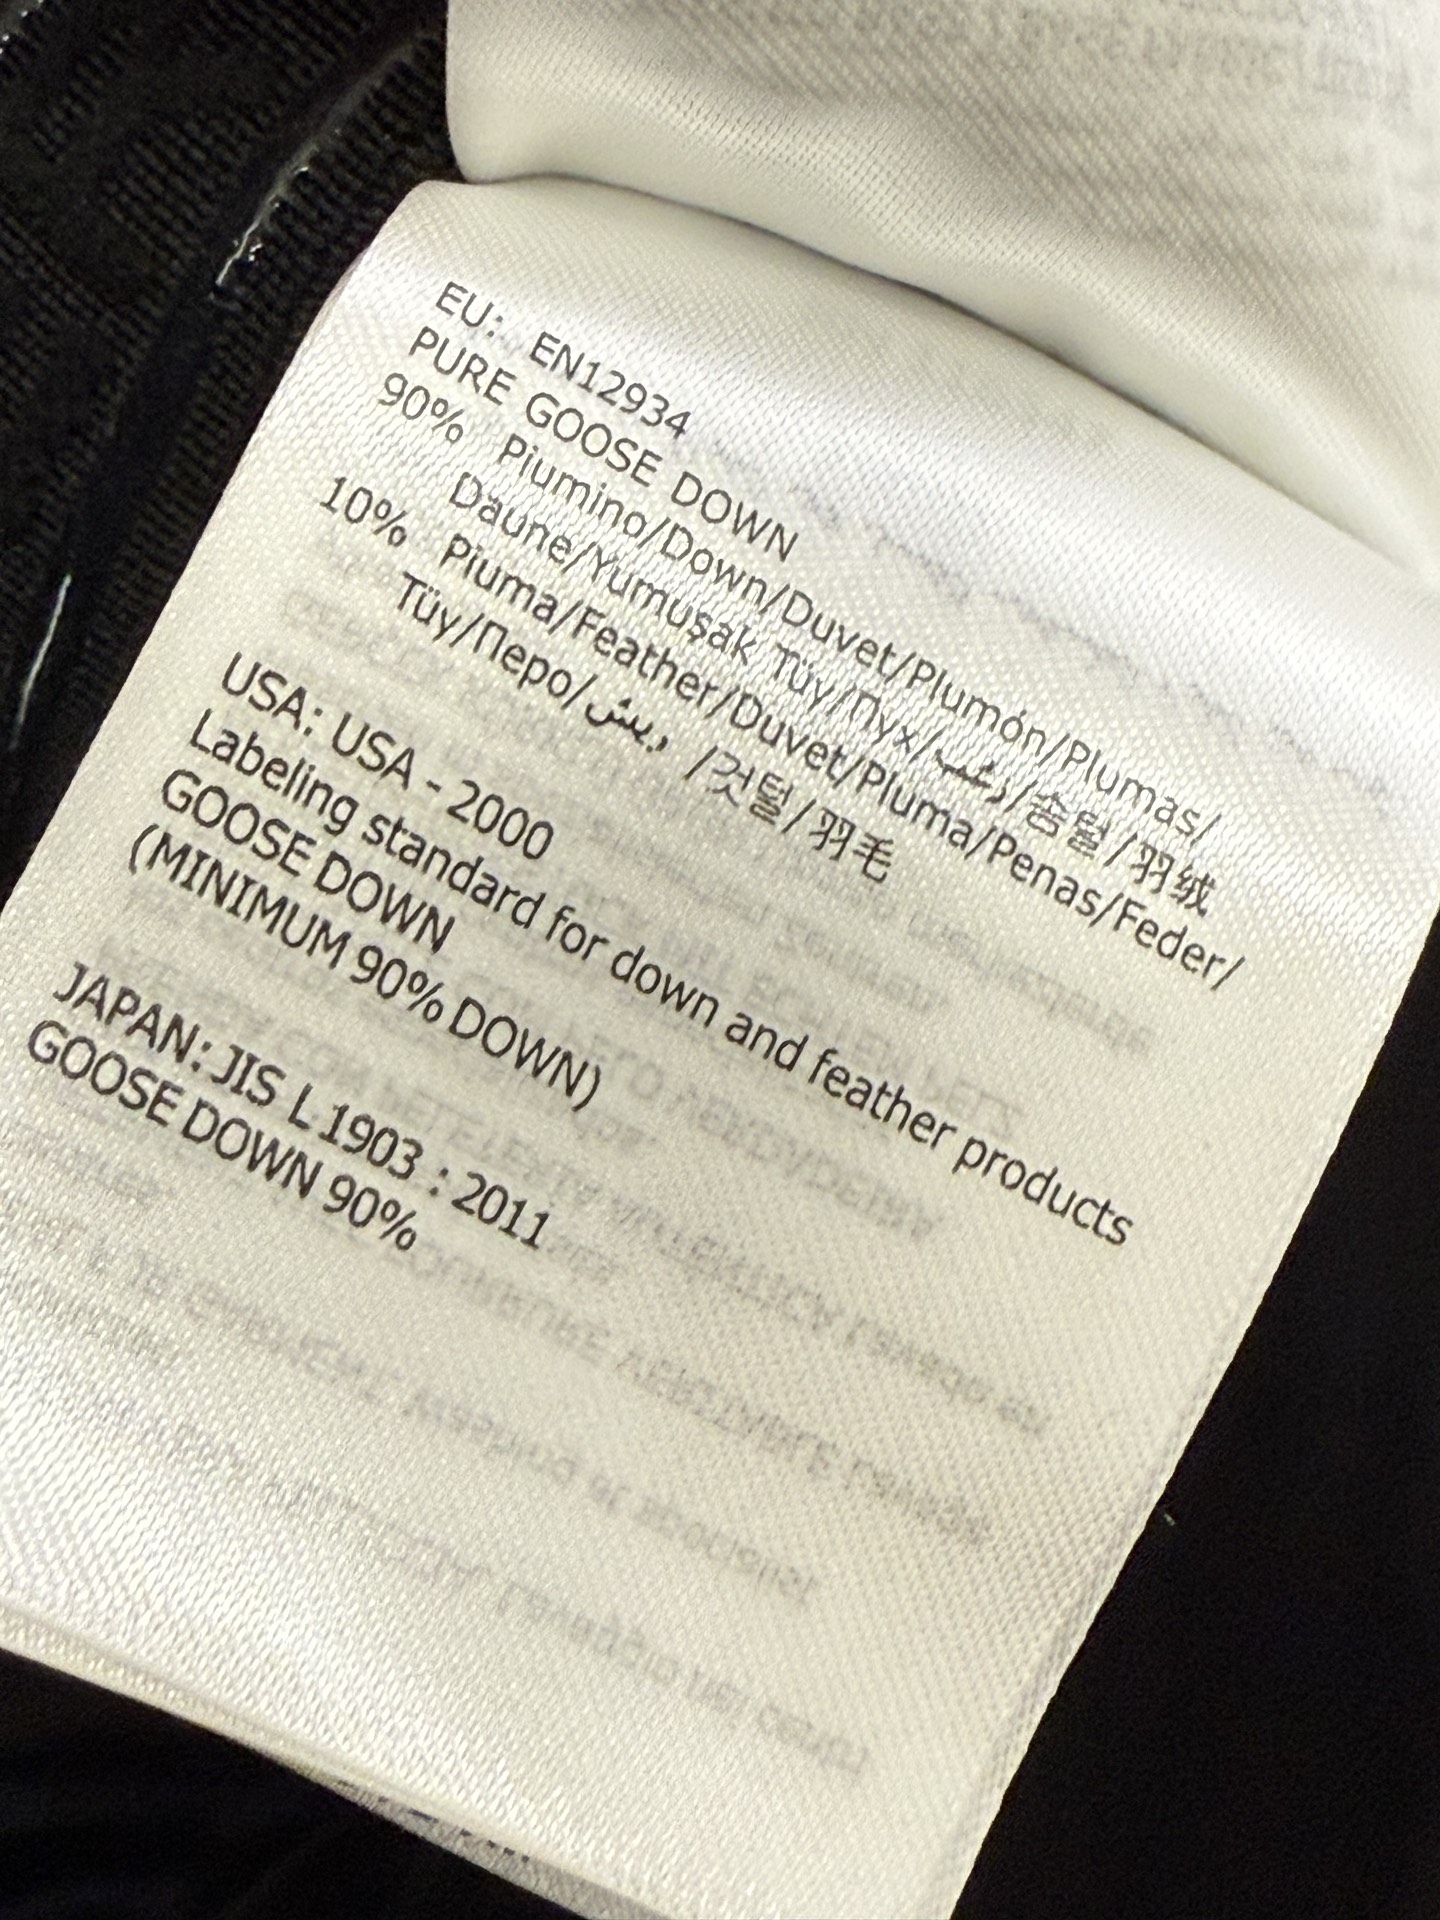 EU: EN12934
PURE GOOSE DOWN
90% Piumino/Down/Duvet/Plumón/Plumas/
Daune/Yumuşak Tüy/Пух/زغب/솜털/羽绒
10% Piuma/Feather/Duvet/Pluma/Penas/Feder/
Tüy/Перо/ریش /깃털/羽毛
USA: USA - 2000
Labeling standard for down and feather products
GOOSE DOWN
(MINIMUM 90% DOWN)
JAPAN: JIS L 1903 : 2011
GOOSE DOWN 90%